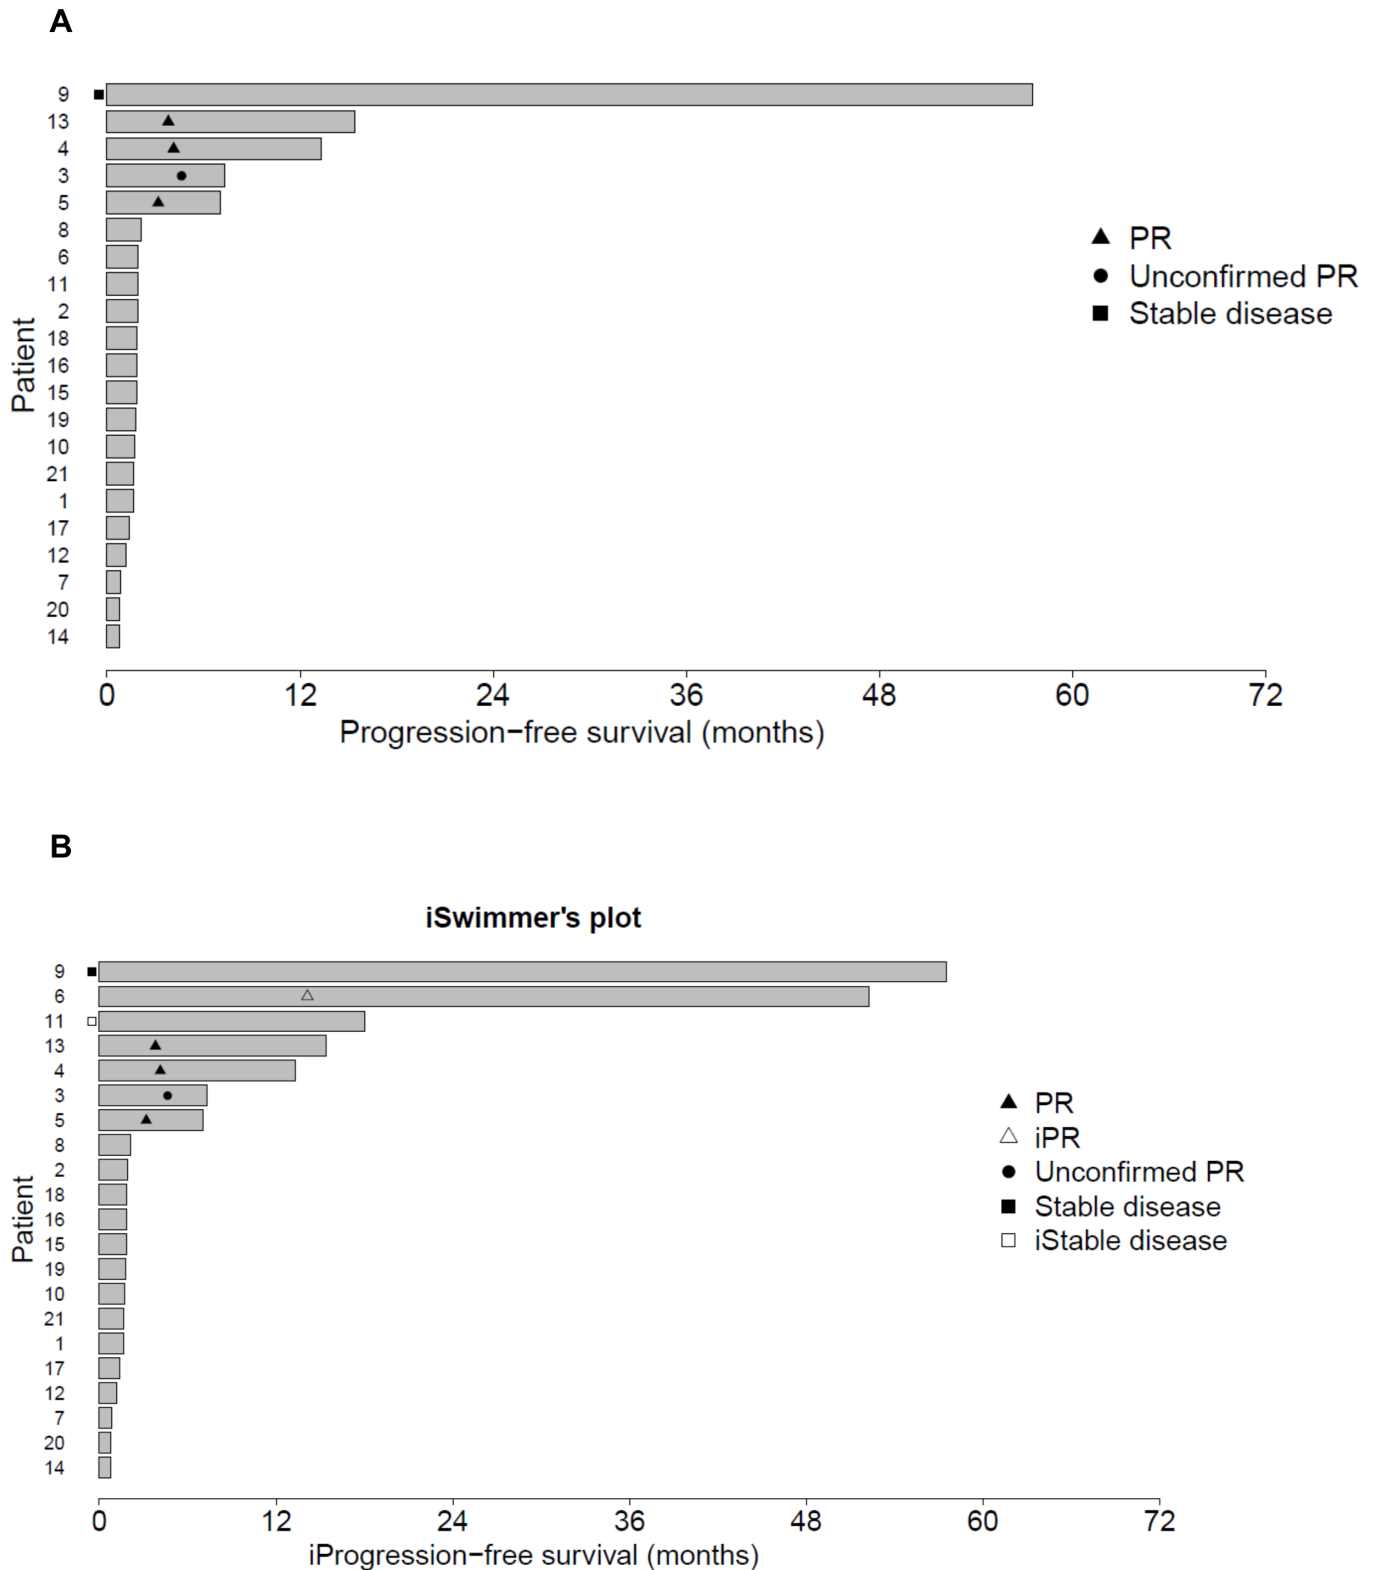 A
9
13
4
3
5
8
6
11
2
18
16
15
19
10
21
1
17
12
7
20
14
Patient
PR
Unconfirmed PR
Stable disease
0 12 24 36 48 60 72
Progression−free survival (months)
B
iSwimmer's plot
9
6
11
13
4
3
5
8
2
18
16
15
19
10
21
1
17
12
7
20
14
Patient
PR
iPR
Unconfirmed PR
Stable disease
iStable disease
0 12 24 36 48 60 72
iProgression−free survival (months)